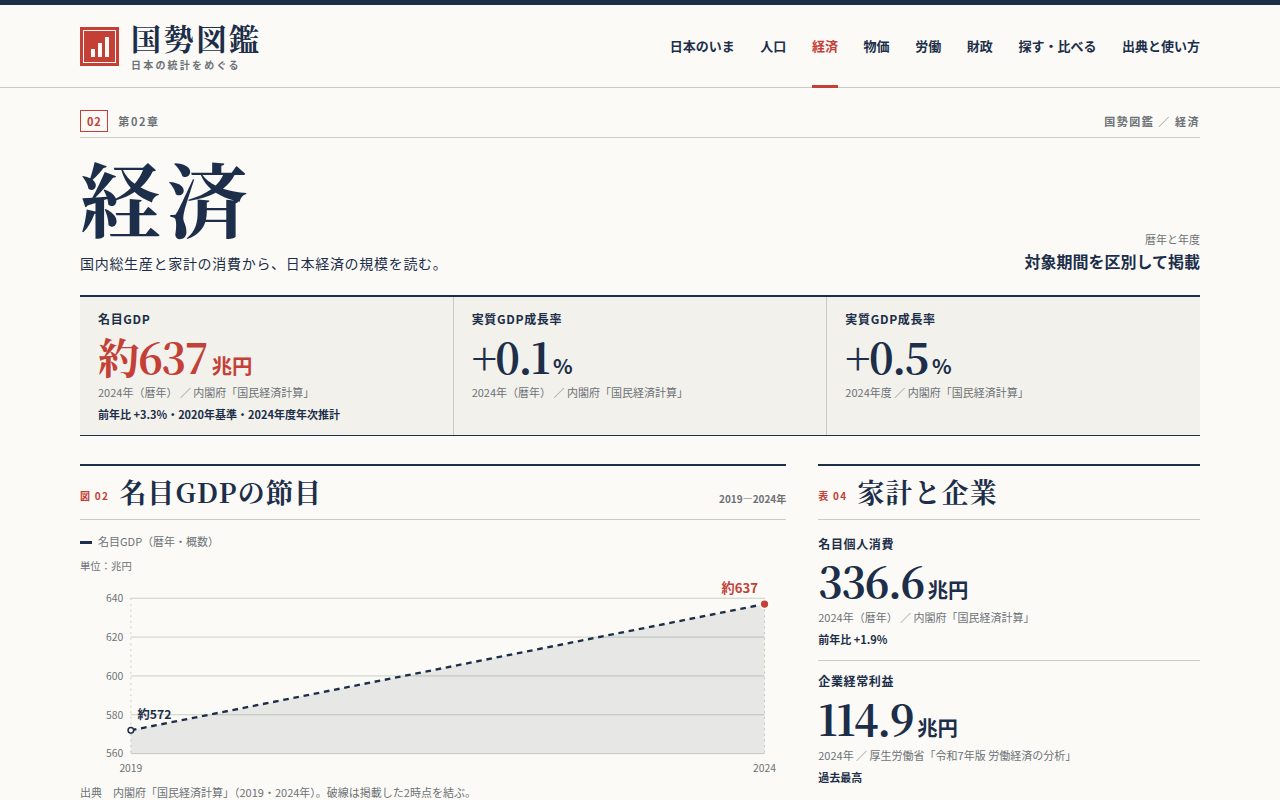 国勢図鑑
日本の統計をめぐる
日本のいま 人口 経済 物価 労働 財政 探す・比べる 出典と使い方
02 第02章
国勢図鑑 ／ 経済
経済
国内総生産と家計の消費から、日本経済の規模を読む。
暦年と年度
対象期間を区別して掲載
名目GDP
約637 兆円
2024年（暦年） ／ 内閣府「国民経済計算」
前年比 +3.3%・2020年基準・2024年度年次推計
実質GDP成長率
+0.1%
2024年（暦年） ／ 内閣府「国民経済計算」
実質GDP成長率
+0.5%
2024年度 ／ 内閣府「国民経済計算」
図 02 名目GDPの節目
2019—2024年
名目GDP（暦年・概数）
単位：兆円
約637
640
620
600
580
560
約572
2019
2024
出典 内閣府「国民経済計算」（2019・2024年）。破線は掲載した2時点を結ぶ。
表 04 家計と企業
名目個人消費
336.6 兆円
2024年（暦年） ／ 内閣府「国民経済計算」
前年比 +1.9%
企業経常利益
114.9 兆円
2024年 ／ 厚生労働省「令和7年版 労働経済の分析」
過去最高